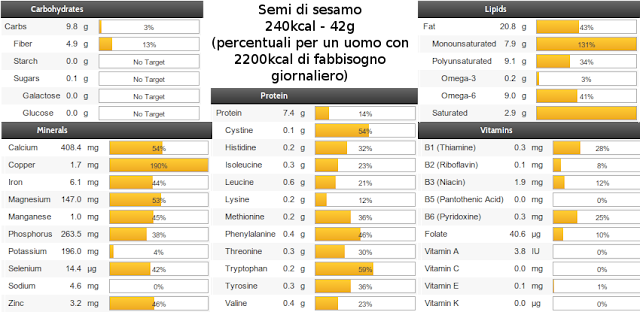 Carbohydrates
Carbs 9.8 g 3%
Fiber 4.9 g 13%
Starch 0.0 g No Target
Sugars 0.1 g No Target
Galactose 0.0 g No Target
Glucose 0.0 g No Target
Semi di sesamo
240kcal - 42g
(percentuali per un uomo con
2200kcal di fabbisogno
giornaliero)
Lipids
Fat 20.8 g 43%
Monounsaturated 7.9 g 131%
Polyunsaturated 9.1 g 34%
Omega-3 0.2 g 3%
Omega-6 9.0 g 41%
Saturated 2.9 g
Minerals
Calcium 408.4 mg 54%
Copper 1.7 mg 190%
Iron 6.1 mg 44%
Magnesium 147.0 mg 53%
Manganese 1.0 mg 45%
Phosphorus 263.5 mg 38%
Potassium 196.0 mg 4%
Selenium 14.4 µg 42%
Sodium 4.6 mg 0%
Zinc 3.2 mg 46%
Protein
Protein 7.4 g 14%
Cystine 0.1 g 54%
Histidine 0.2 g 32%
Isoleucine 0.3 g 23%
Leucine 0.6 g 21%
Lysine 0.2 g 12%
Methionine 0.4 g 36%
Phenylalanine 0.4 g 46%
Threonine 0.3 g 30%
Tryptophan 0.2 g 59%
Tyrosine 0.3 g 36%
Valine 0.4 g 23%
Vitamins
B1 (Thiamine) 0.3 mg 28%
B2 (Riboflavin) 0.1 mg 8%
B3 (Niacin) 1.9 mg 12%
B5 (Pantothenic Acid) 0.0 mg 0%
B6 (Pyridoxine) 0.3 mg 25%
Folate 40.6 µg 10%
Vitamin A 3.8 IU 0%
Vitamin C 0.0 mg 0%
Vitamin E 0.1 mg 1%
Vitamin K 0.0 µg 0%